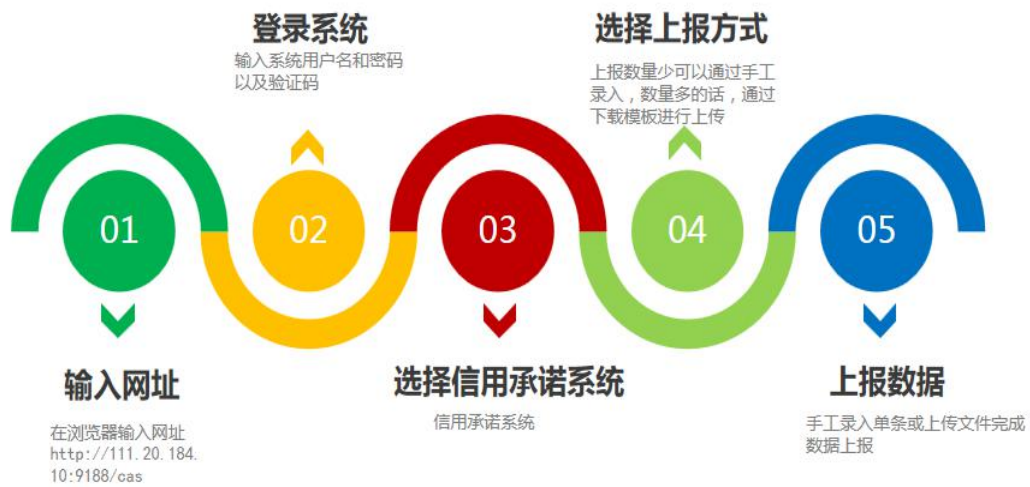 登录系统
输入系统用户名和密码
以及验证码
选择上报方式
上报数量少可以通过手工
录入，数量多的话，通过
下载模板进行上传
01
02
03
04
05
输入网址
在浏览器输入网址
http://111.20.184.
10:9188/cas
选择信用承诺系统
信用承诺系统
上报数据
手工录入单条或上传文件完成
数据上报